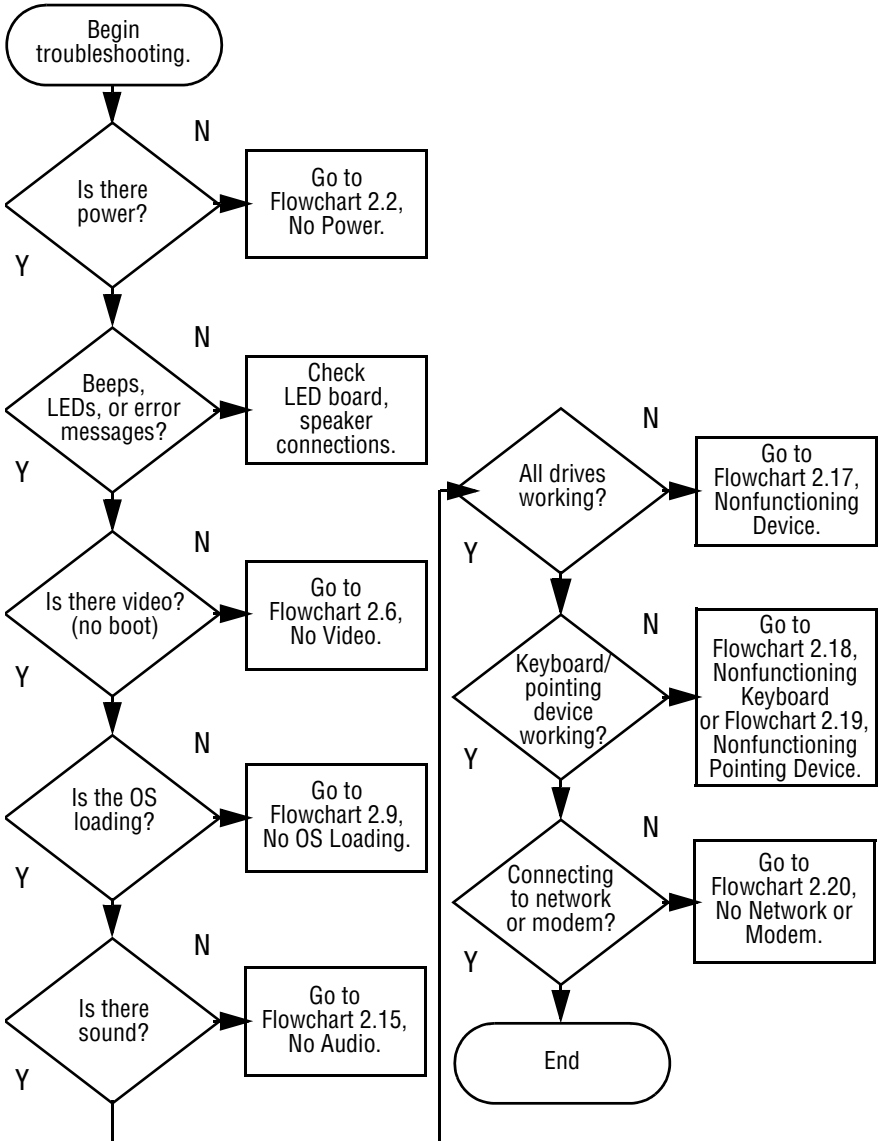 Begin
troubleshooting.
N
Is there
power?
Go to
Flowchart 2.2,
No Power.
Y
N
Beeps,
LEDs, or error
messages?
Check
LED board,
speaker
connections.
Y
N
Is there video?
(no boot)
Go to
Flowchart 2.6,
No Video.
Y
N
Is the OS
loading?
Go to
Flowchart 2.9,
No OS Loading.
Y
N
Is there
sound?
Go to
Flowchart 2.15,
No Audio.
Y
N
All drives
working?
Go to
Flowchart 2.17,
Nonfunctioning
Device.
Y
N
Keyboard/
pointing
device
working?
Go to
Flowchart 2.18,
Nonfunctioning
Keyboard
or Flowchart 2.19,
Nonfunctioning
Pointing Device.
Y
N
Connecting
to network
or modem?
Go to
Flowchart 2.20,
No Network or
Modem.
Y
End